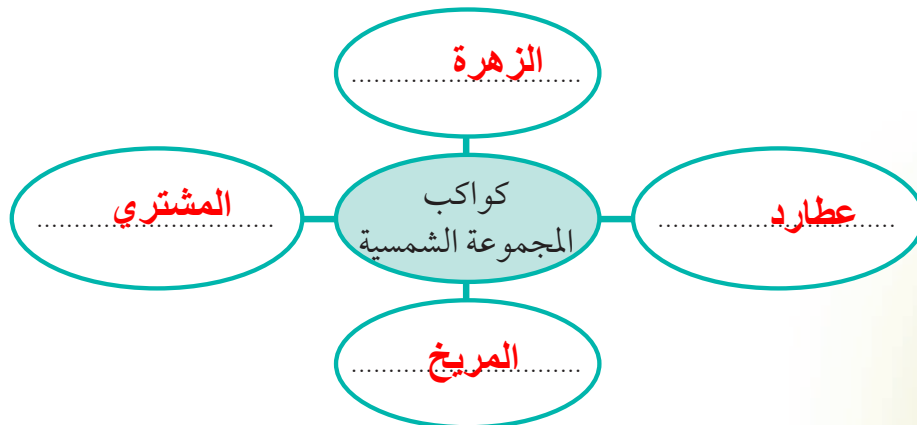 الزهرة
عطارد
كواكب
المجموعة الشمسية
المشتري
المريخ